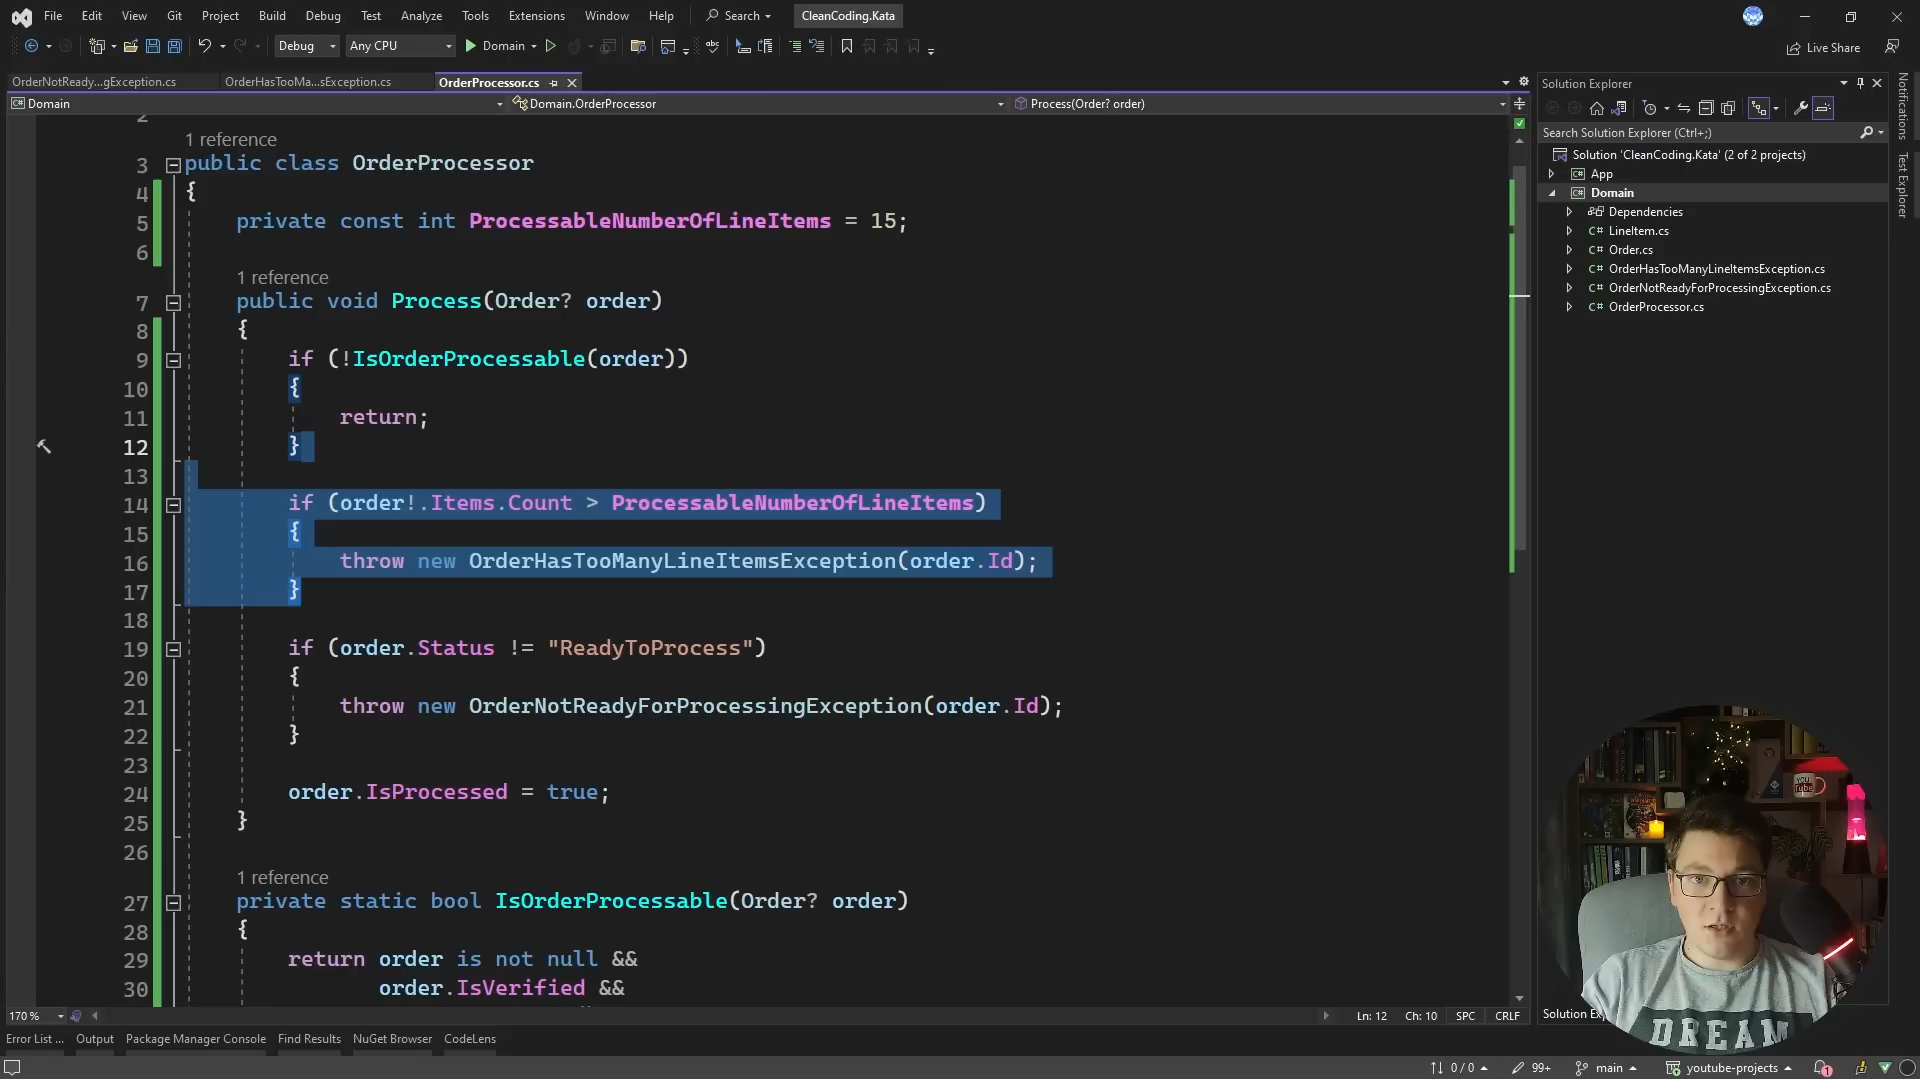 File Edit View Git Project Build Debug Test Analyze Tools Extensions Window Help Search CleanCoding.Kata
Debug Any CPU Domain Live Share
OrderNotReady...gException.cs OrderHasTooMa...sException.cs OrderProcessor.cs
Domain Domain.OrderProcessor Process(Order? order)
2
1 reference
3 public class OrderProcessor
4 {
5 private const int ProcessableNumberOfLineItems = 15;
6
1 reference
7 public void Process(Order? order)
8 {
9 if (!IsOrderProcessable(order))
10 {
11 return;
12 }
13
14 if (order!.Items.Count > ProcessableNumberOfLineItems)
15 {
16 throw new OrderHasTooManyLineItemsException(order.Id);
17 }
18
19 if (order.Status != "ReadyToProcess")
20 {
21 throw new OrderNotReadyForProcessingException(order.Id);
22 }
23
24 order.IsProcessed = true;
25 }
26
1 reference
27 private static bool IsOrderProcessable(Order? order)
28 {
29 return order is not null &&
30 order.IsVerified &&
170 % Ln: 12 Ch: 10 SPC CRLF
Solution Explorer
Search Solution Explorer (Ctrl+;)
Solution 'CleanCoding.Kata' (2 of 2 projects)
App
Domain
Dependencies
C# LineItem.cs
C# Order.cs
C# OrderHasTooManyLineItemsException.cs
C# OrderNotReadyForProcessingException.cs
C# OrderProcessor.cs
Notifications
Test Explorer
You
Tube
DREAM
Error List ... Output Package Manager Console Find Results NuGet Browser CodeLens
0 / 0 99+ main youtube-projects 1